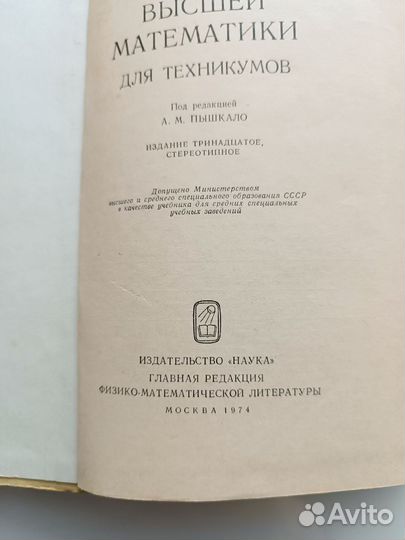 ВЫСШЕЙ
МАТЕМАТИКИ
ДЛЯ ТЕХНИКУМОВ
Под редакцией
А. М. ПЫШКАЛО
ИЗДАНИЕ ТРИНАДЦАТОЕ,
СТЕРЕОТИПНОЕ
Допущено Министерством
высшего и среднего специального образования СССР
в качестве учебника для средних специальных
учебных заведений
ИЗДАТЕЛЬСТВО «НАУКА»
ГЛАВНАЯ РЕДАКЦИЯ
ФИЗИКО-МАТЕМАТИЧЕСКОЙ ЛИТЕРАТУРЫ
МОСКВА 1974
Avito